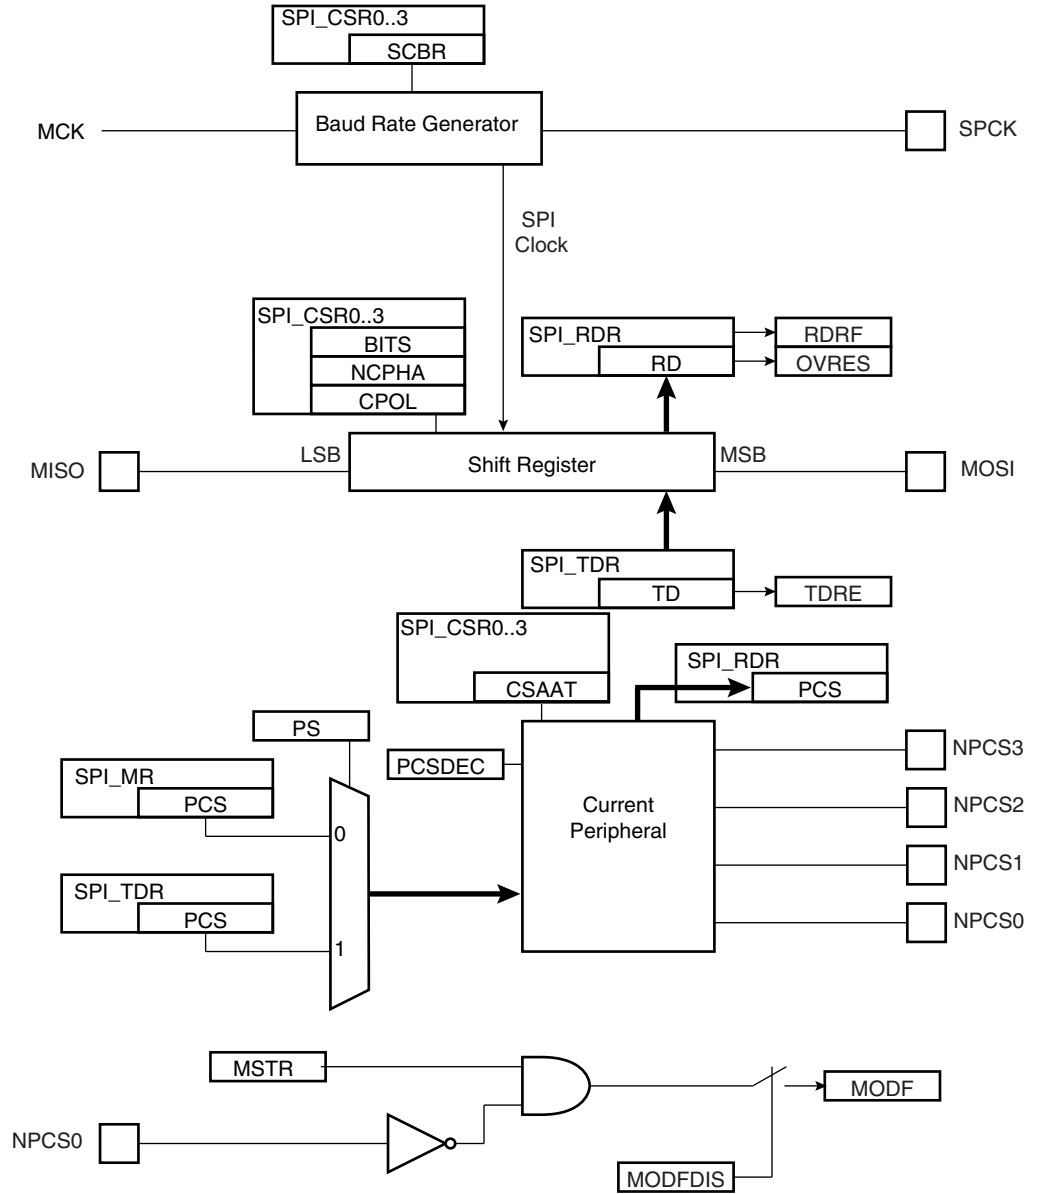 SPI_CSR0..3
SCBR
MCK
Baud Rate Generator
SPCK
SPI
Clock
SPI_CSR0..3
BITS
NCPHA
CPOL
SPI_RDR
RD
RDRF
OVRES
MISO
LSB
Shift Register
MSB
MOSI
SPI_TDR
TD
TDRE
SPI_CSR0..3
CSAAT
SPI_RDR
PCS
PS
PCSDEC
SPI_MR
PCS
0
SPI_TDR
PCS
1
Current
Peripheral
NPCS3
NPCS2
NPCS1
NPCS0
MSTR
MODF
NPCS0
MODFDIS